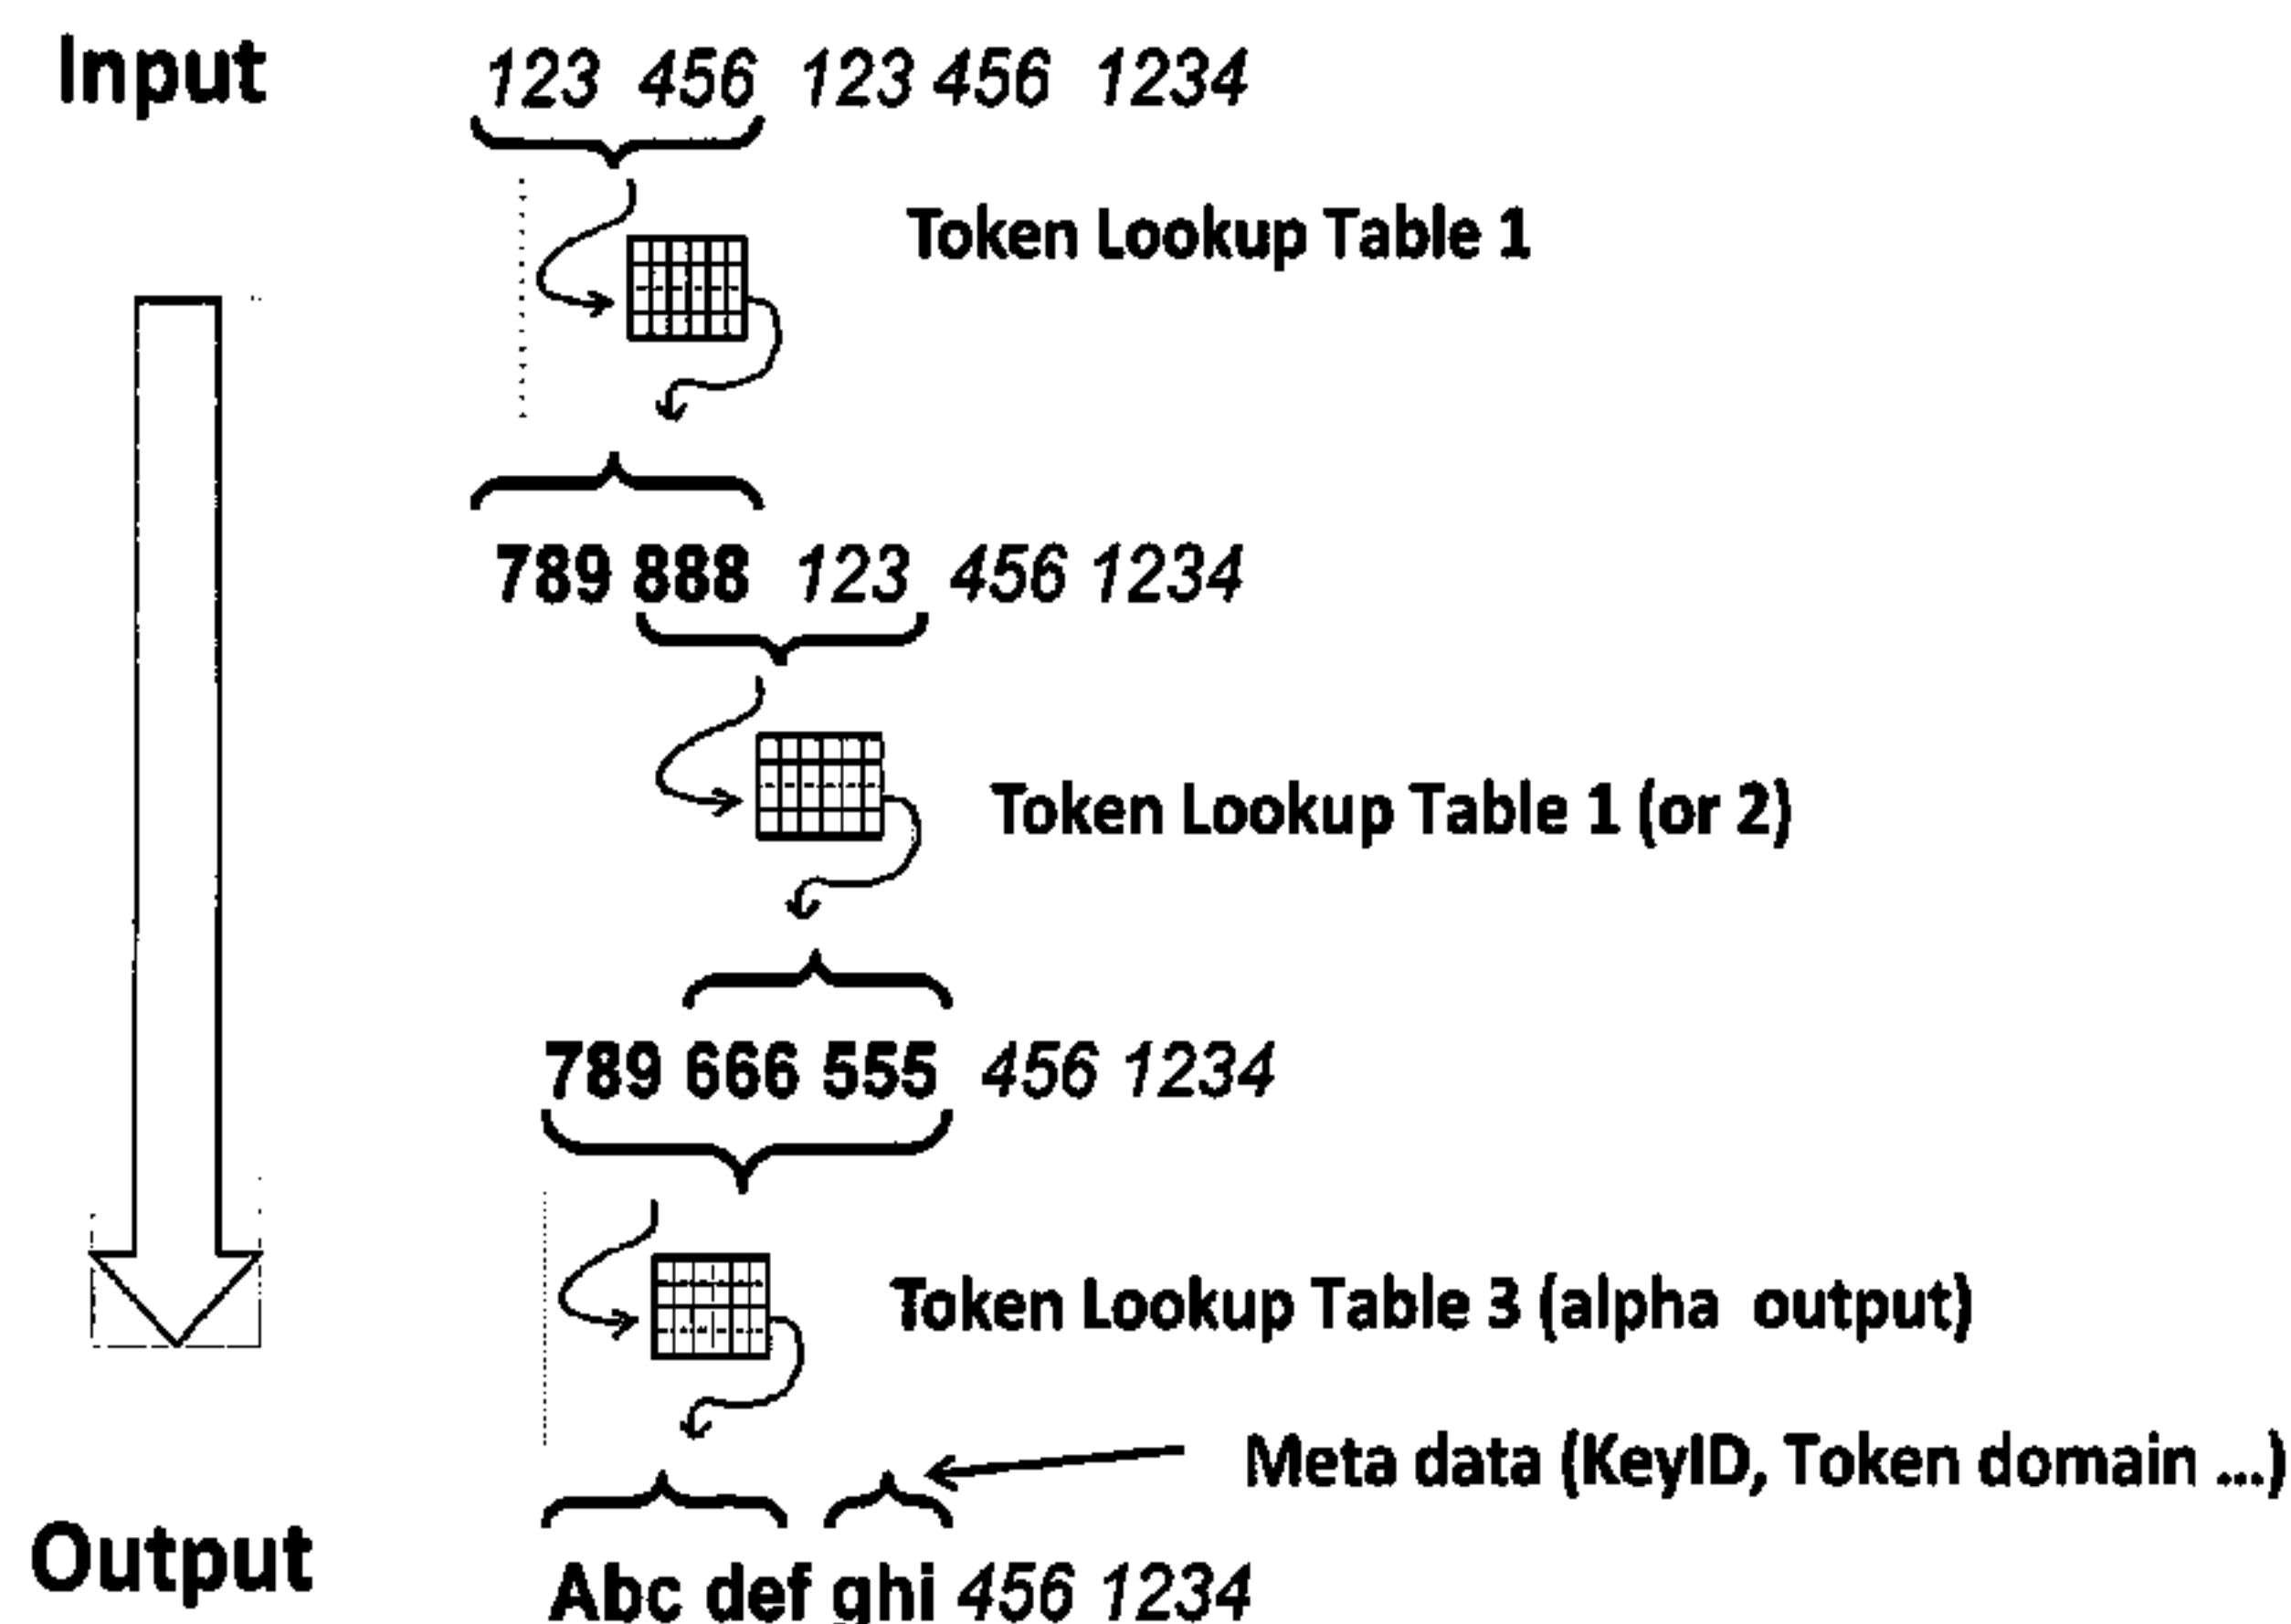 Input 123 456 123 456 1234
Token Lookup Table 1
789 888 123 456 1234
Token Lookup Table 1 (or 2)
789 666 555 456 1234
Token Lookup Table 3 (alpha output)
Meta data (KeyID, Token domain ...)
Output Abc def ghi 456 1234